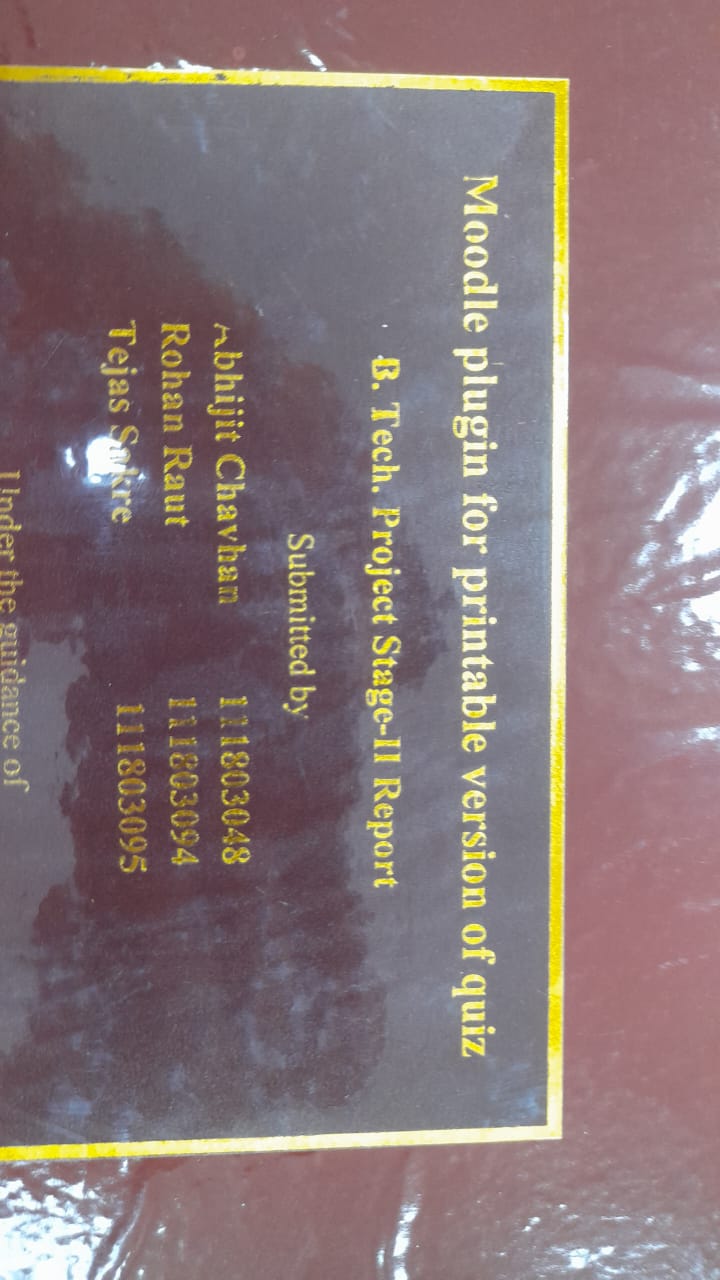 Moodle plugin for printable version of quiz
B. Tech. Project Stage-II Report
Submitted by
Abhijit Chavhan 111803048
Rohan Raut 111803094
Tejas 111803095
Under the guidance of